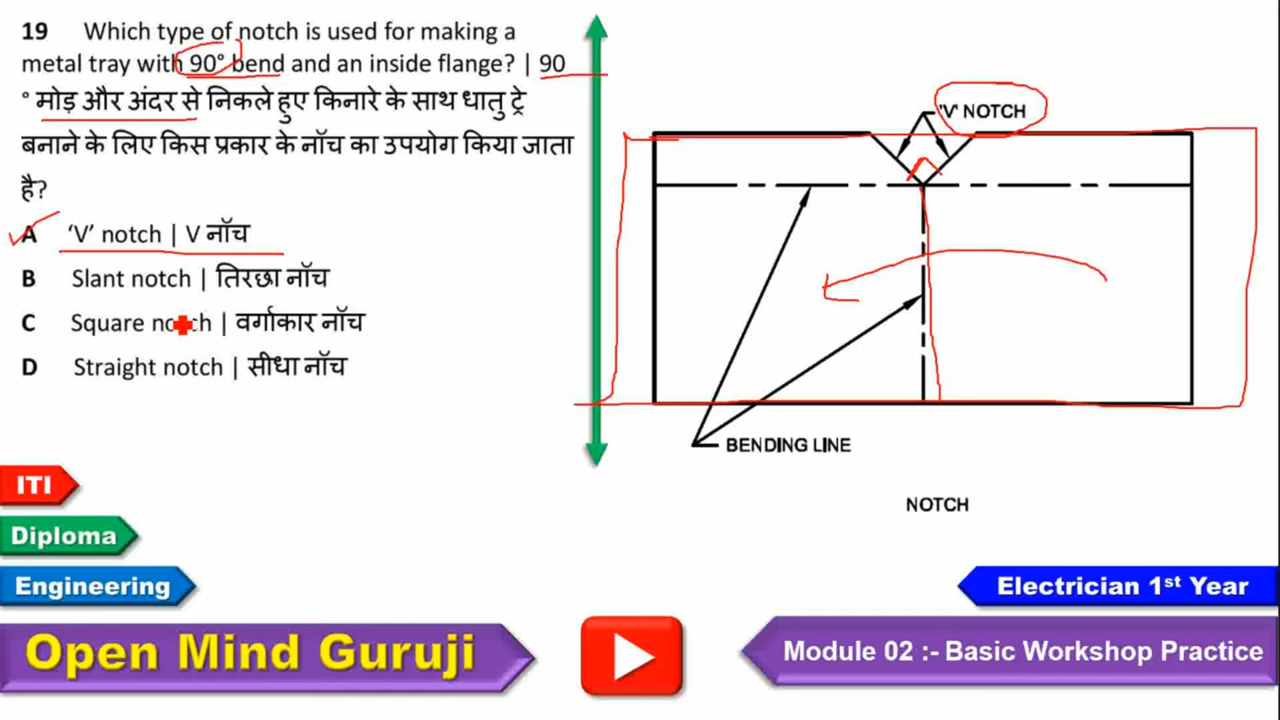 19 Which type of notch is used for making a
metal tray with 90° bend and an inside flange? | 90
° मोड़ और अंदर से निकले हुए किनारे के साथ धातु ट्रे
बनाने के लिए किस प्रकार के नॉच का उपयोग किया जाता
है?
A 'V' notch | V नॉच
B Slant notch | तिरछा नॉच
C Square notch | वर्गाकार नॉच
D Straight notch | सीधा नॉच
'V' NOTCH
BENDING LINE
NOTCH
ITI
Diploma
Engineering
Open Mind Guruji
Electrician 1st Year
Module 02 :- Basic Workshop Practice